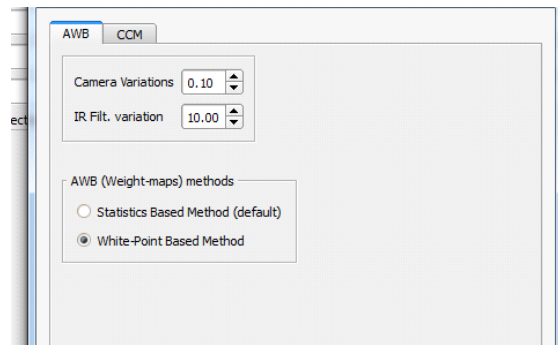 AWB CCM
Camera Variations 0.10
IR Filt. variation 10.00
ect
AWB (Weight-maps) methods
Statistics Based Method (default)
White-Point Based Method